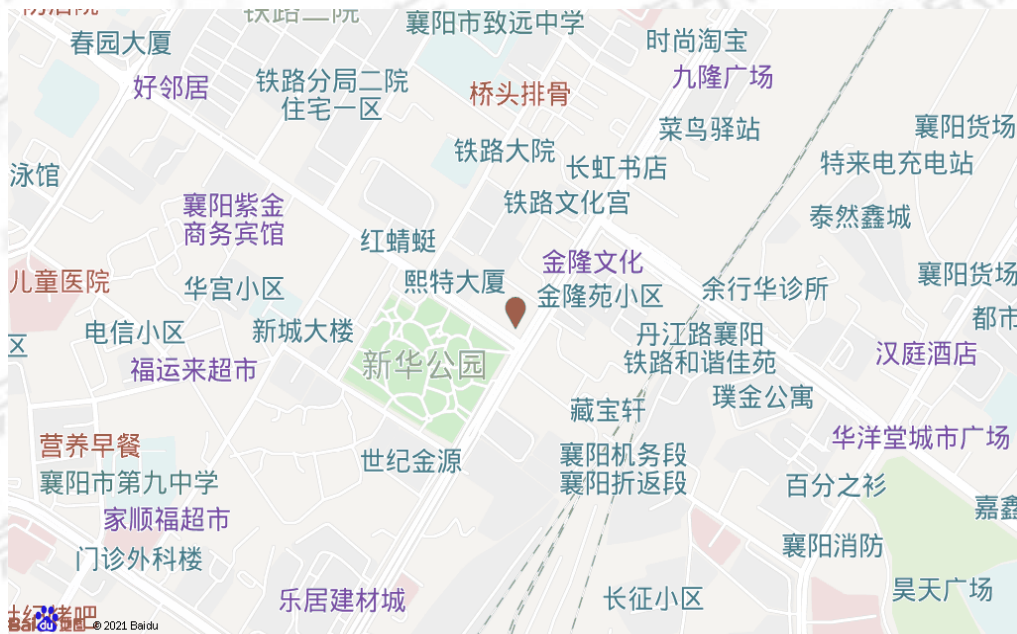 铁路二院
襄阳市致远中学
春园大厦
时尚淘宝
九隆广场
好邻居
铁路分局二院
住宅一区
桥头排骨
菜鸟驿站
襄阳货场
铁路大院
长虹书店
特来电充电站
泳馆
铁路文化宫
襄阳紫金
商务宾馆
泰然鑫城
红蜻蜓
金隆文化
儿童医院
华宫小区
熙特大厦
金隆苑小区
余行华诊所
襄阳货场
电信小区
新城大楼
丹江路襄阳
铁路和谐佳苑
都市
区
福运来超市
新华公园
汉庭酒店
璞金公寓
藏宝轩
营养早餐
世纪金源
襄阳机务段
襄阳折返段
华洋堂城市广场
襄阳市第九中学
百分之衫
家顺福超市
嘉鑫
门诊外科楼
襄阳消防
乐居建材城
长征小区
昊天广场
Baidu 地图 © 2021 Baidu